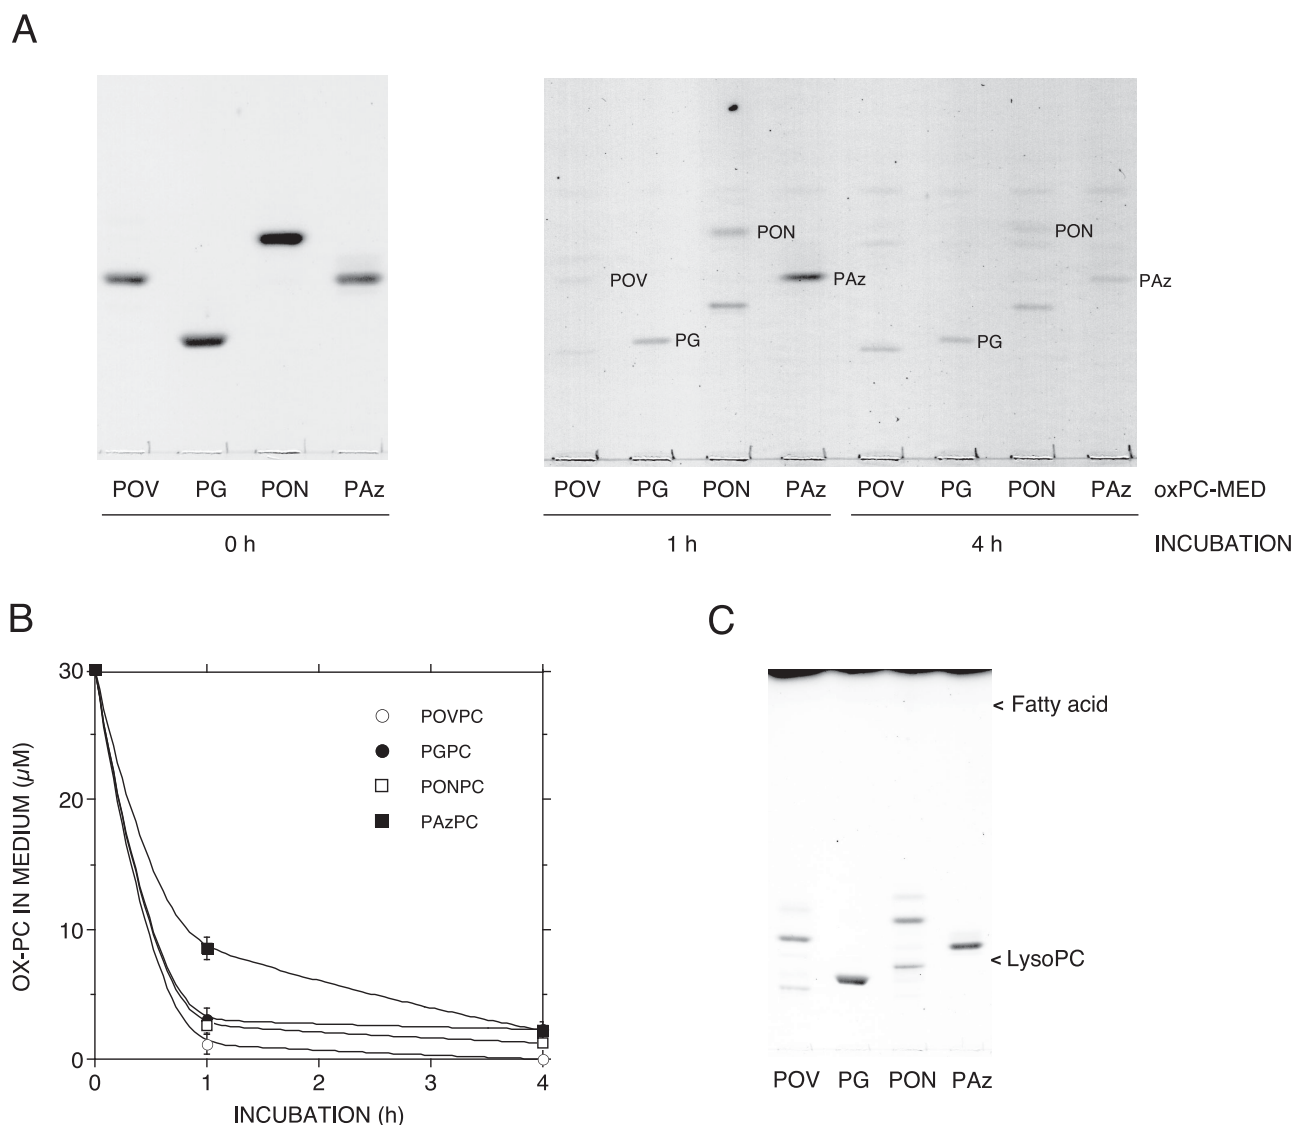 A
PON
PON
POV
PAz
PAz
PG
PG
POV PG PON PAz POV PG PON PAz POV PG PON PAz oxPC-MED
0 h 1 h 4 h INCUBATION
B
OX-PC IN MEDIUM (μM)
30
20
10
0
POVPC
PGPC
PONPC
PAzPC
0 1 2 3 4
INCUBATION (h)
C
< Fatty acid
< LysoPC
POV PG PON PAz